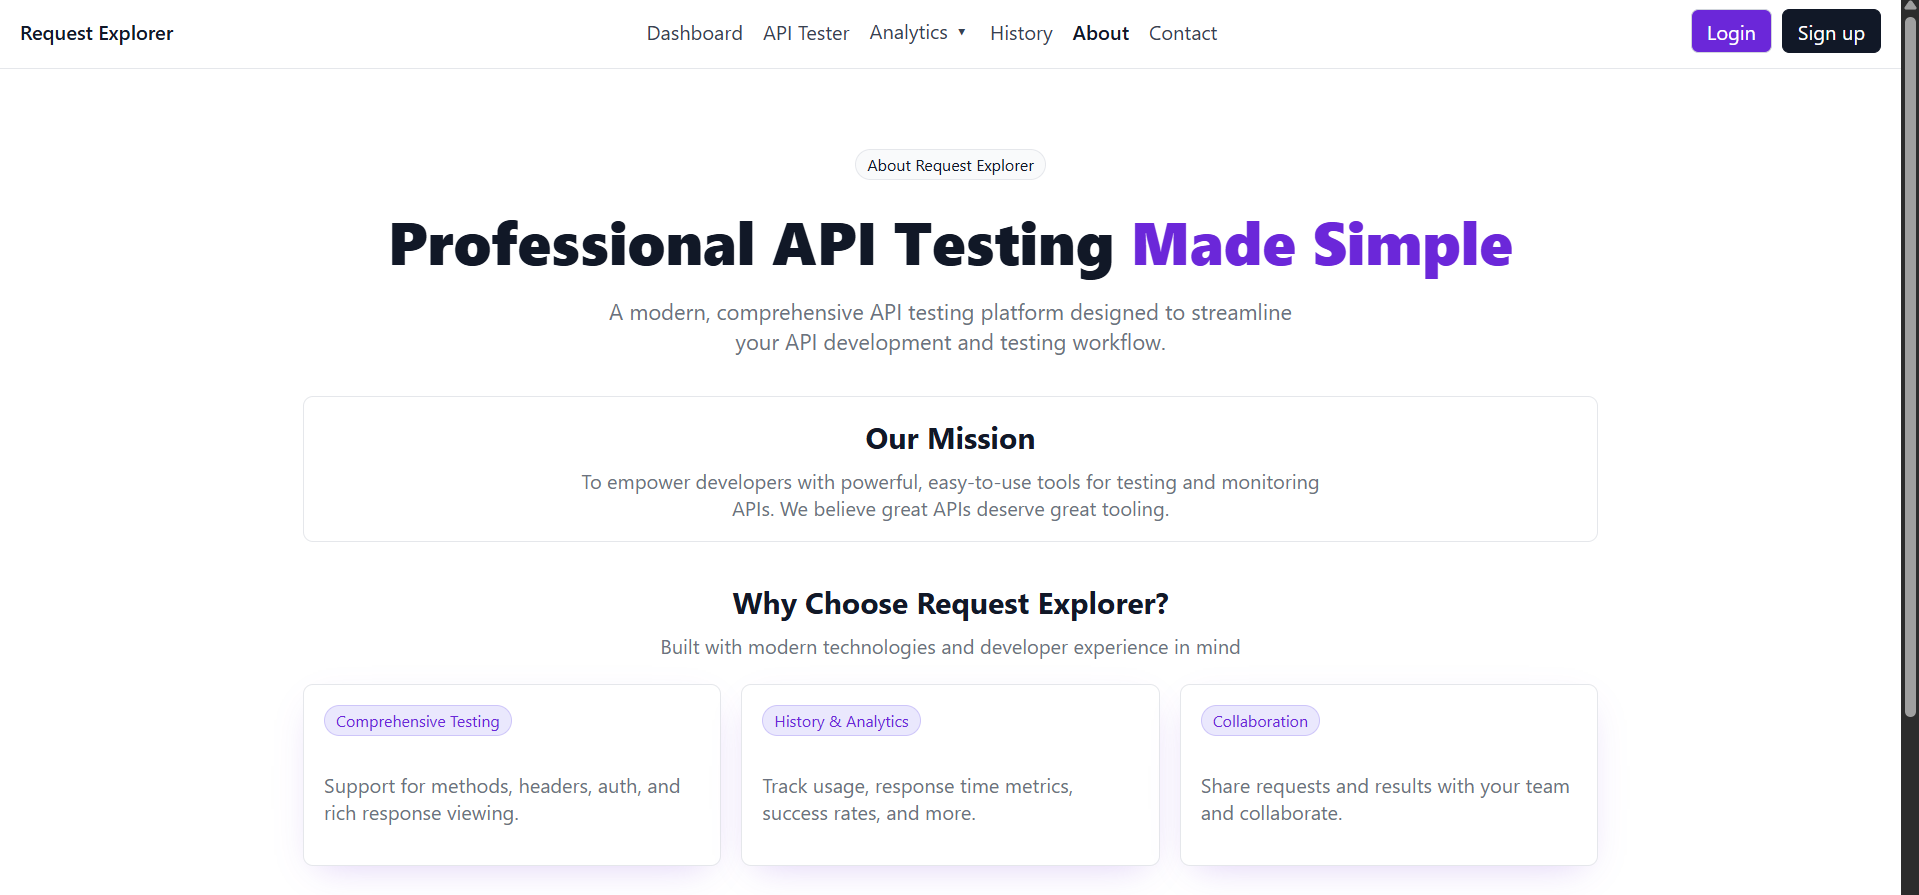 Request Explorer
Dashboard
API Tester
Analytics ▼
History
About
Contact
Login
Sign up
About Request Explorer
Professional API Testing Made Simple
A modern, comprehensive API testing platform designed to streamline
your API development and testing workflow.
Our Mission
To empower developers with powerful, easy-to-use tools for testing and monitoring
APIs. We believe great APIs deserve great tooling.
Why Choose Request Explorer?
Built with modern technologies and developer experience in mind
Comprehensive Testing
Support for methods, headers, auth, and
rich response viewing.
History & Analytics
Track usage, response time metrics,
success rates, and more.
Collaboration
Share requests and results with your team
and collaborate.